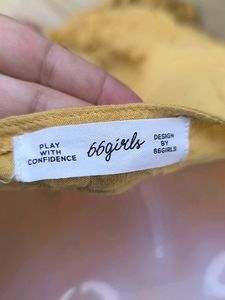 PLAY
WITH
CONFIDENCE
66girls
DESIGN
BY
66GIRLS